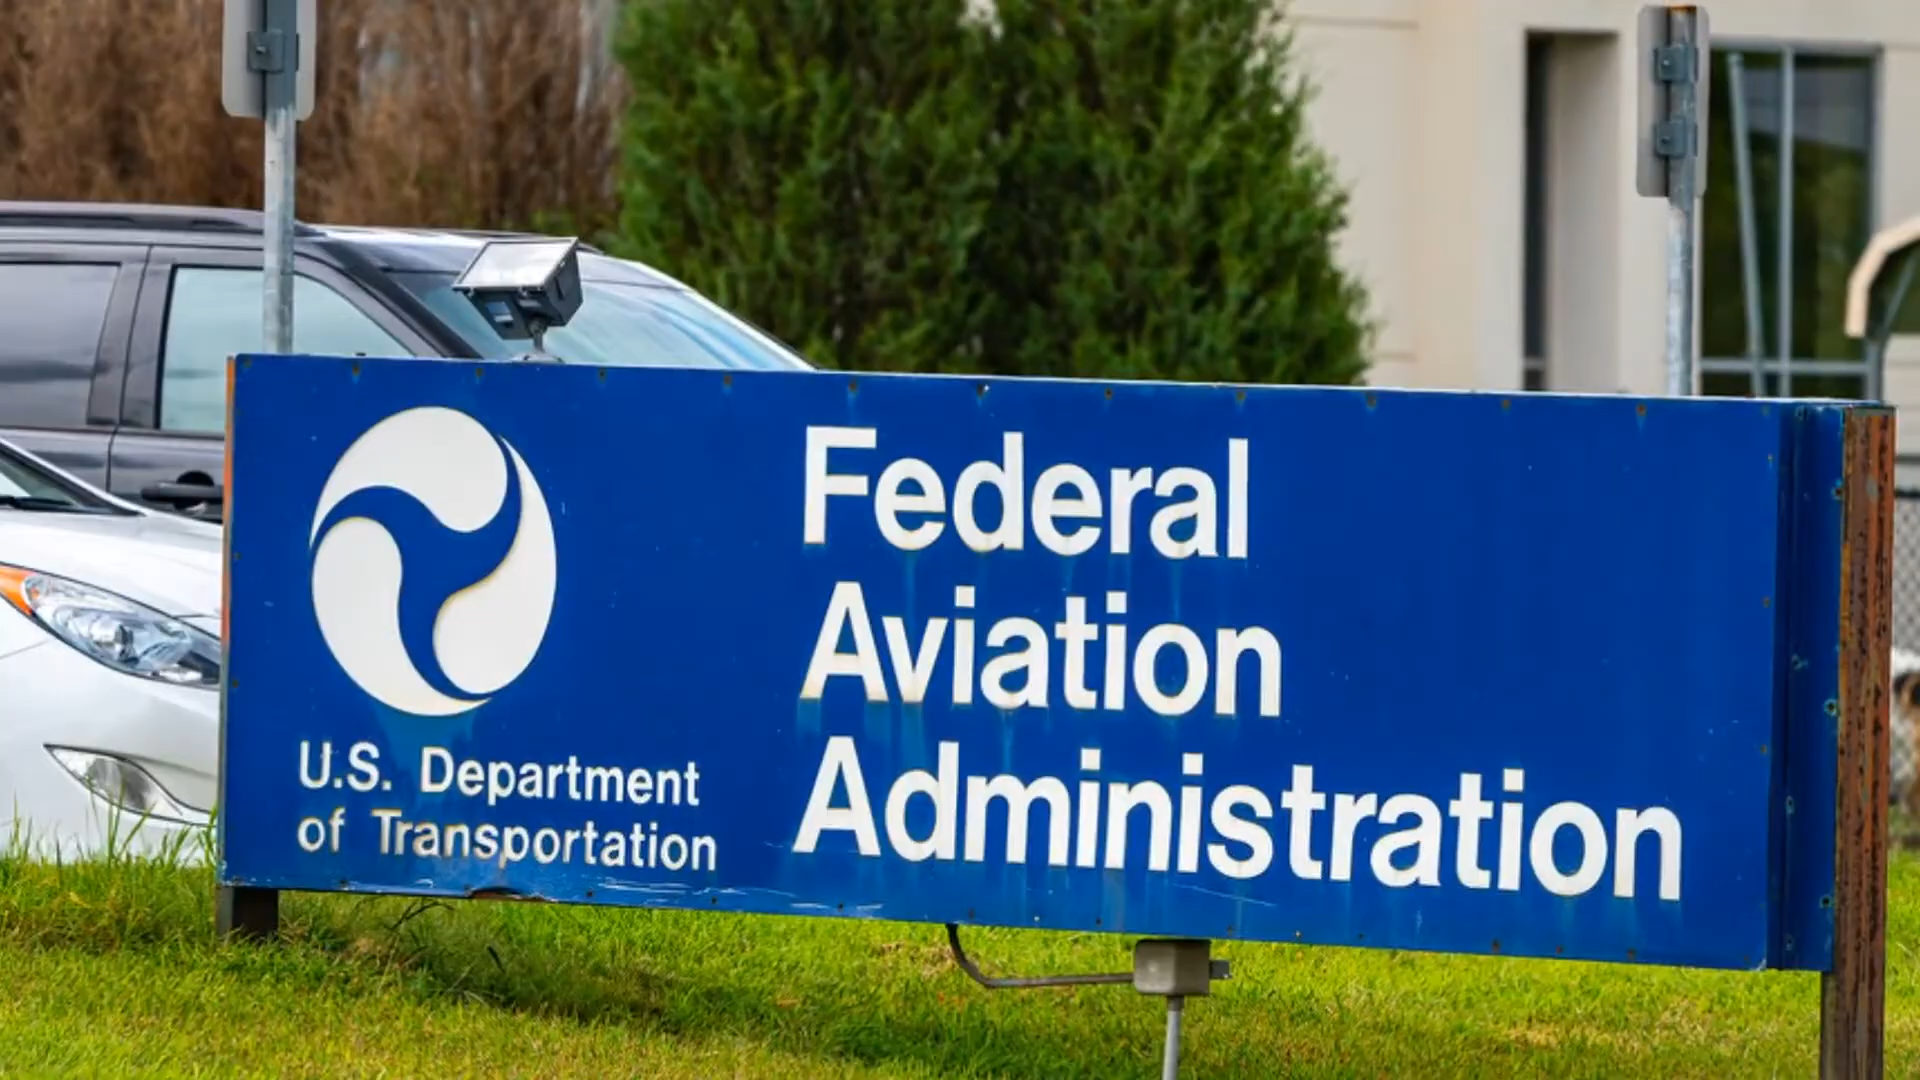 Federal
Aviation
Administration
U.S. Department
of Transportation